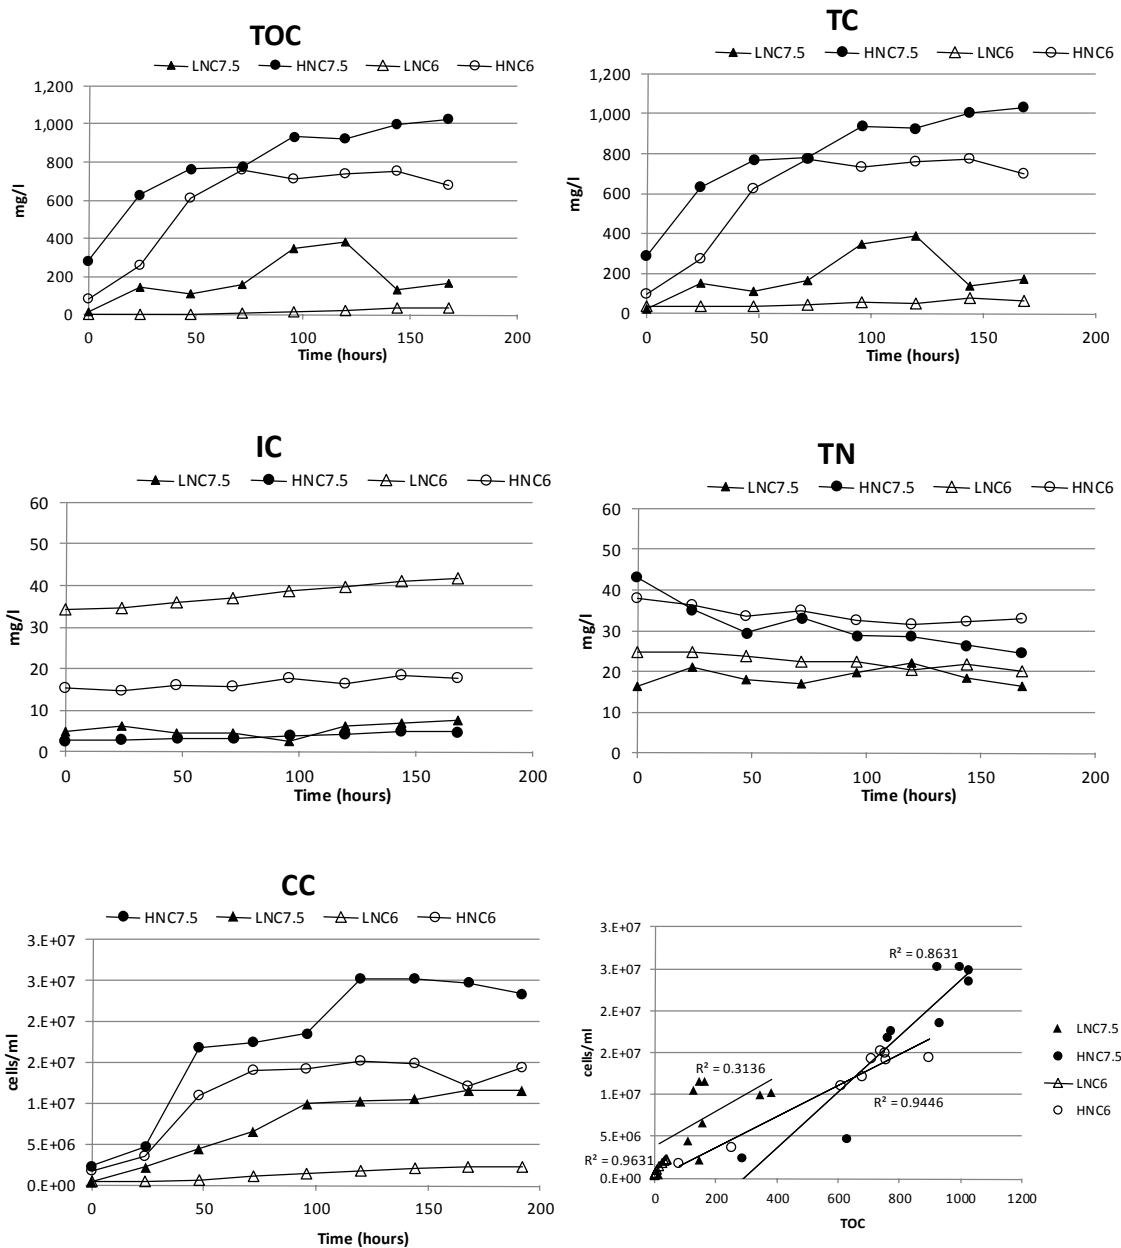 TOC
LNC7.5 HNC7.5 LNC6 HNC6
1,200
1,000
800
600
400
200
0
mg/l
0 50 100 150 200
Time (hours)
TC
LNC7.5 HNC7.5 LNC6 HNC6
1,200
1,000
800
600
400
200
0
mg/l
0 50 100 150 200
Time (hours)
IC
LNC7.5 HNC7.5 LNC6 HNC6
60
50
40
30
20
10
0
mg/l
0 50 100 150 200
Time (hours)
TN
LNC7.5 HNC7.5 LNC6 HNC6
60
50
40
30
20
10
0
mg/l
0 50 100 150 200
Time (hours)
CC
HNC7.5 LNC7.5 LNC6 HNC6
3.E+07
3.E+07
2.E+07
2.E+07
1.E+07
5.E+06
0.E+00
cells/ml
0 50 100 150 200
Time (hours)
3.E+07
3.E+07
2.E+07
2.E+07
1.E+07
5.E+06
0.E+00
cells/ml
R² = 0.8631
R² = 0.3136
R² = 0.9446
R² = 0.9631
0 200 400 600 800 1000 1200
TOC
LNC7.5
HNC7.5
LNC6
HNC6